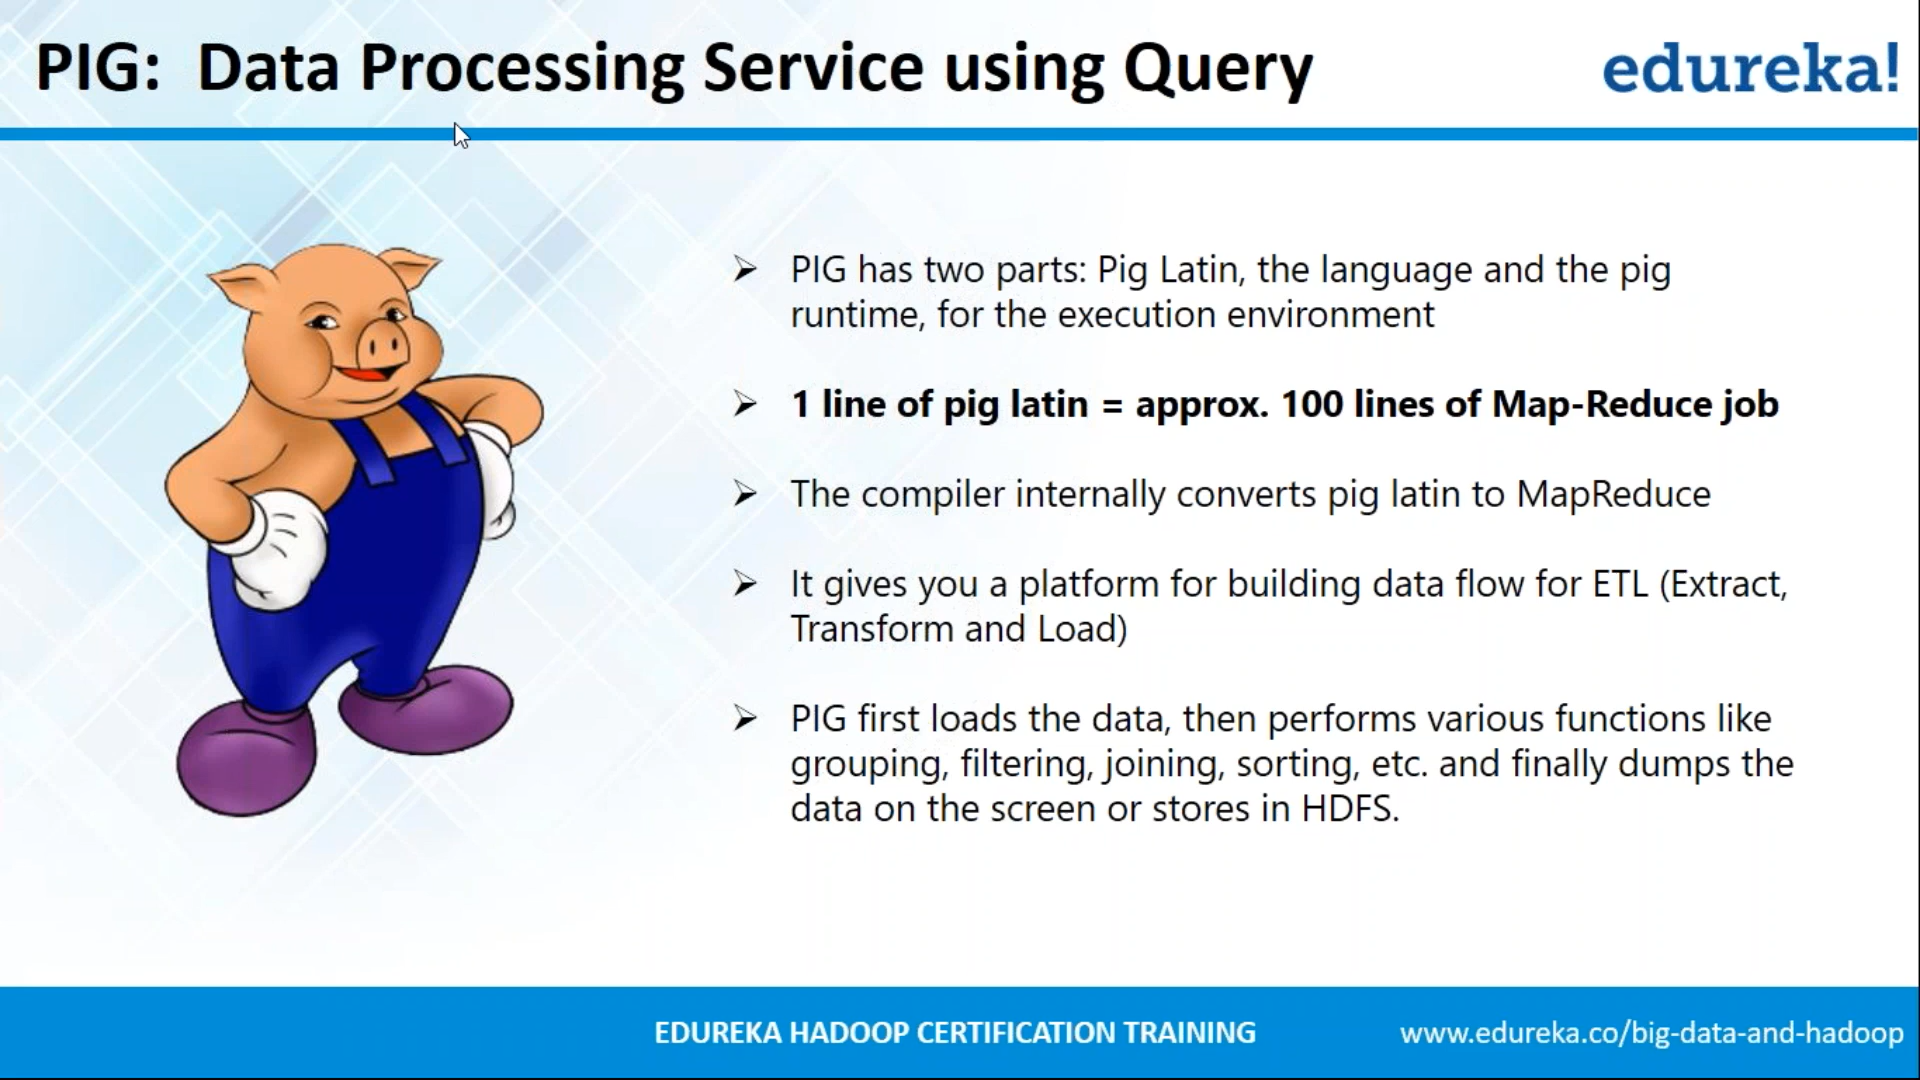 PIG: Data Processing Service using Query
edureka!
➢ PIG has two parts: Pig Latin, the language and the pig
runtime, for the execution environment
➢ 1 line of pig latin = approx. 100 lines of Map-Reduce job
➢ The compiler internally converts pig latin to MapReduce
➢ It gives you a platform for building data flow for ETL (Extract,
Transform and Load)
➢ PIG first loads the data, then performs various functions like
grouping, filtering, joining, sorting, etc. and finally dumps the
data on the screen or stores in HDFS.
EDUREKA HADOOP CERTIFICATION TRAINING
www.edureka.co/big-data-and-hadoop